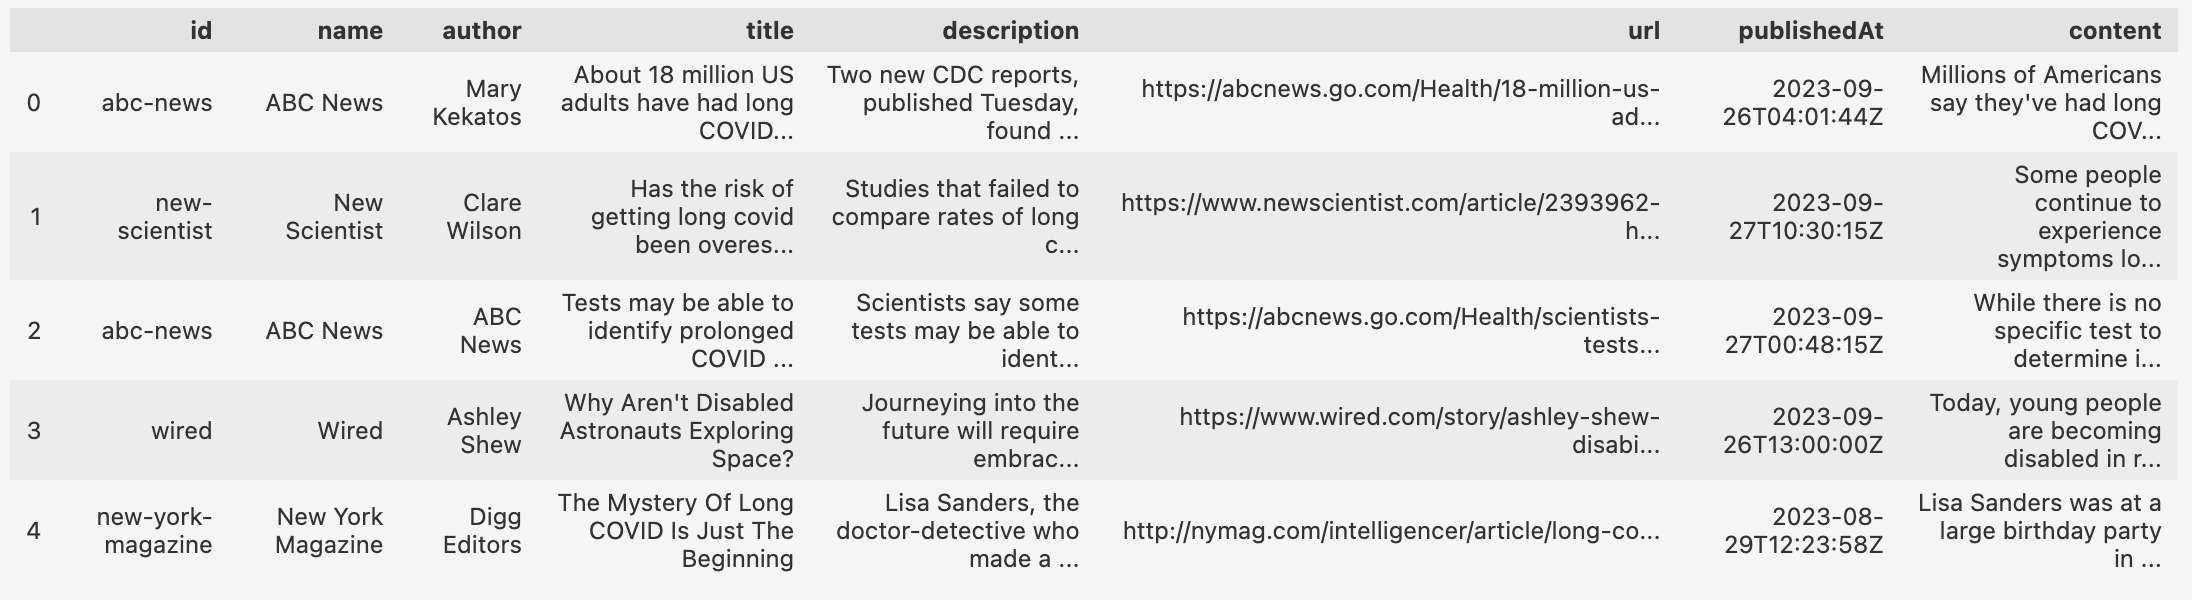 id name author title description url publishedAt content
0 abc-news ABC News Mary Kekatos About 18 million US adults have had long COVID... Two new CDC reports, published Tuesday, found ... https://abcnews.go.com/Health/18-million-us-ad... 2023-09-26T04:01:44Z Millions of Americans say they've had long COV...
1 new-scientist New Scientist Clare Wilson Has the risk of getting long covid been overes... Studies that failed to compare rates of long c... https://www.newscientist.com/article/2393962-h... 2023-09-27T10:30:15Z Some people continue to experience symptoms lo...
2 abc-news ABC News ABC News Tests may be able to identify prolonged COVID ... Scientists say some tests may be able to ident... https://abcnews.go.com/Health/scientists-tests... 2023-09-27T00:48:15Z While there is no specific test to determine i...
3 wired Wired Ashley Shew Why Aren't Disabled Astronauts Exploring Space? Journeying into the future will require embrac... https://www.wired.com/story/ashley-shew-disabi... 2023-09-26T13:00:00Z Today, young people are becoming disabled in r...
4 new-york-magazine New York Magazine Digg Editors The Mystery Of Long COVID Is Just The Beginning Lisa Sanders, the doctor-detective who made a ... http://nymag.com/intelligencer/article/long-co... 2023-08-29T12:23:58Z Lisa Sanders was at a large birthday party in ...